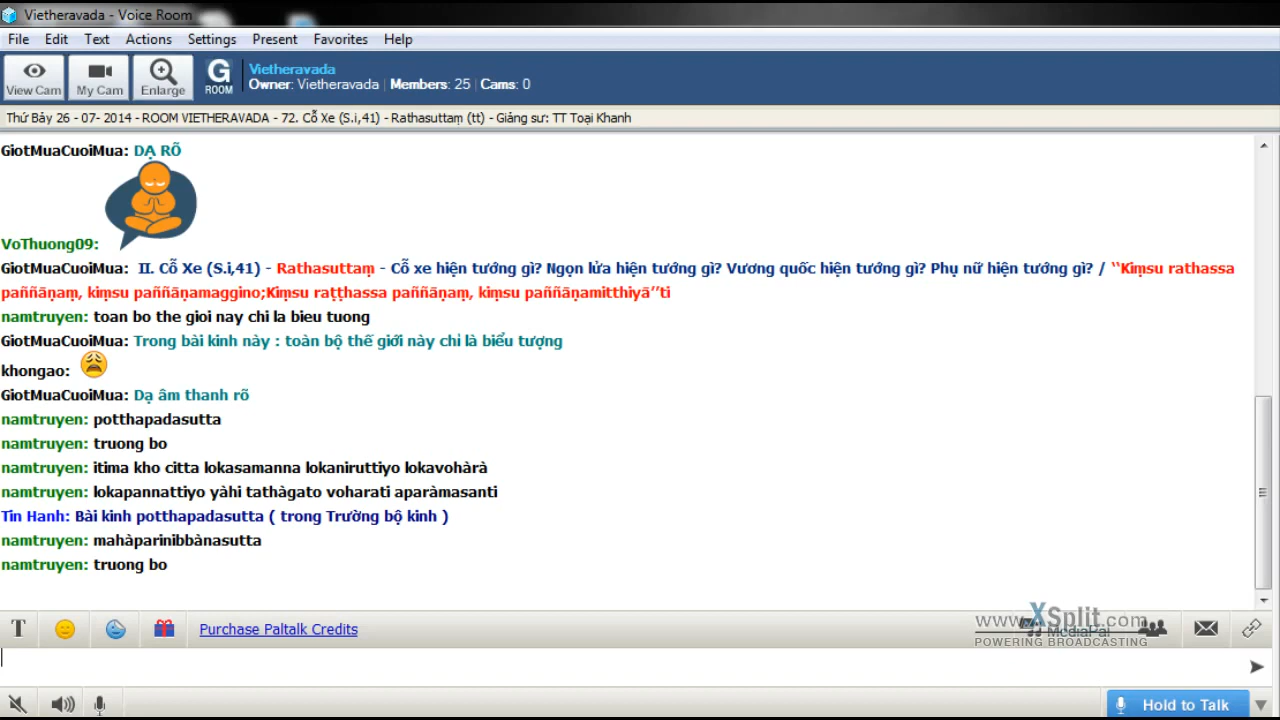 Vietheravada - Voice Room
File Edit Text Actions Settings Present Favorites Help
View Cam My Cam Enlarge G ROOM
Vietheravada
Owner: Vietheravada | Members: 25 | Cams: 0
Thứ Bảy 26 - 07- 2014 - ROOM VIETHERAVADA - 72. Cỗ Xe (S.i,41) - Rathasuttaṃ (tt) - Giảng sư: TT Toại Khanh
GiotMuaCuoiMua: DẠ RÕ
VoThuong09:
GiotMuaCuoiMua: II. Cỗ Xe (S.i,41) - Rathasuttaṃ - Cỗ xe hiện tướng gì? Ngọn lửa hiện tướng gì? Vương quốc hiện tướng gì? Phụ nữ hiện tướng gì? / ‘‘Kiṃsu rathassa
paññāṇaṃ, kiṃsu paññāṇamaggino;Kiṃsu raṭṭhassa paññāṇaṃ, kiṃsu paññāṇamitthiyā’’ti
namtruyen: toan bo the gioi nay chi la bieu tuong
GiotMuaCuoiMua: Trong bài kinh này : toàn bộ thế giới này chỉ là biểu tượng
khongao:
GiotMuaCuoiMua: Dạ âm thanh rõ
namtruyen: potthapadasutta
namtruyen: truong bo
namtruyen: itima kho citta lokasamanna lokaniruttiyo lokavohàrà
namtruyen: lokapannattiyo yàhi tathàgato voharati aparàmasanti
Tin Hanh: Bài kinh potthapadasutta ( trong Trường bộ kinh )
namtruyen: mahàparinibbànasutta
namtruyen: truong bo
T Purchase Paltalk Credits
www.XSplit.com
MediaPal
POWERING BROADCASTING
Hold to Talk